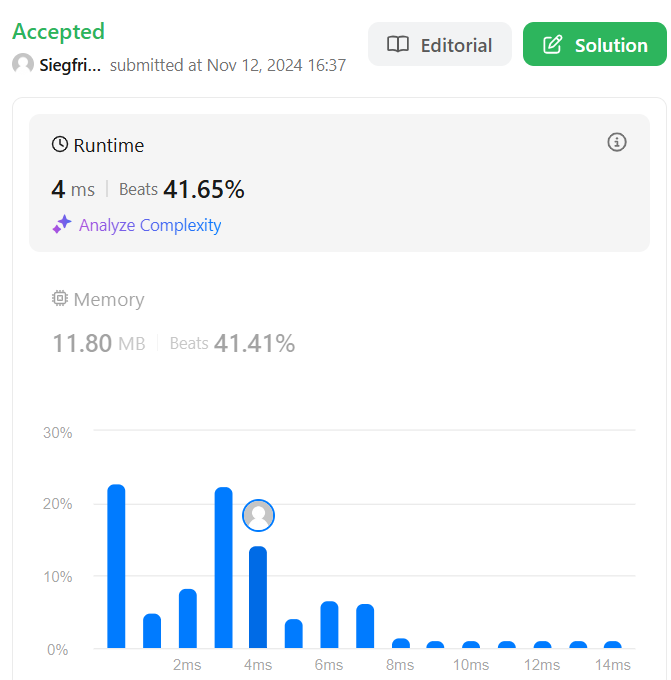 Accepted
Siegfri... submitted at Nov 12, 2024 16:37
Editorial
Solution
Runtime
4 ms Beats 41.65%
Analyze Complexity
Memory
11.80 MB Beats 41.41%
30%
20%
10%
0%
2ms 4ms 6ms 8ms 10ms 12ms 14ms